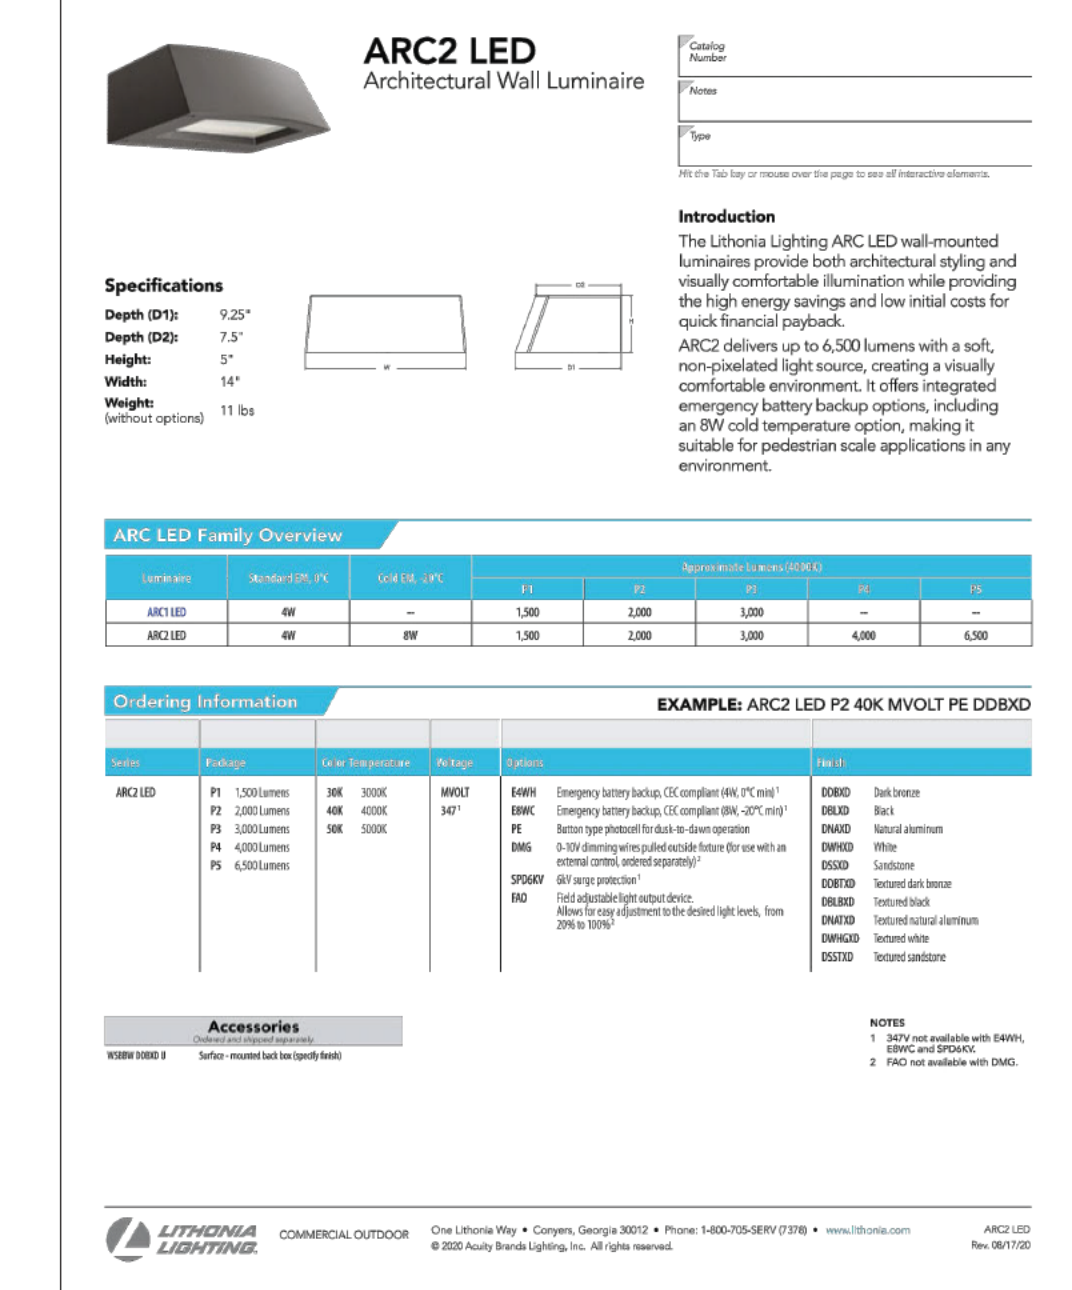 ARC2 LED
Architectural Wall Luminaire
Catalog
Number
Notes
Type
Hit the Tab key or mouse over the page to see all interactive elements.
Introduction
The Lithonia Lighting ARC LED wall-mounted
luminaires provide both architectural styling and
visually comfortable illumination while providing
the high energy savings and low initial costs for
quick financial payback.
ARC2 delivers up to 6,500 lumens with a soft,
non-pixelated light source, creating a visually
comfortable environment. It offers integrated
emergency battery backup options, including
an 8W cold temperature option, making it
suitable for pedestrian scale applications in any
environment.
Specifications
Depth (D1): 9.25"
Depth (D2): 7.5"
Height: 5"
Width: 14"
Weight:
(without options) 11 lbs
W
D2
H
D1
ARC LED Family Overview
Luminaire Standard EM, 0°C Cold EM, -20°C Approximate Lumens (4000K)
P1 P2 P3 P4 P5
ARC1 LED 4W -- 1,500 2,000 3,000 -- --
ARC2 LED 4W 8W 1,500 2,000 3,000 4,000 6,500
Ordering Information
EXAMPLE: ARC2 LED P2 40K MVOLT PE DDBXD
Series Package Color Temperature Voltage Options Finish
ARC2 LED
P1 1,500 Lumens
P2 2,000 Lumens
P3 3,000 Lumens
P4 4,000 Lumens
P5 6,500 Lumens
30K 3000K
40K 4000K
50K 5000K
MVOLT
347 1
E4WH Emergency battery backup, CEC compliant (4W, 0°C min) 1
E8WC Emergency battery backup, CEC compliant (8W, -20°C min) 1
PE Button type photocell for dusk-to-dawn operation
DMG 0-10V dimming wires pulled outside fixture (for use with an
external control, ordered separately) 2
SPD6KV 6kV surge protection 1
FAO Field adjustable light output device.
Allows for easy adjustment to the desired light levels, from
20% to 100% 2
DDBXD Dark bronze
DBLXD Black
DNAXD Natural aluminum
DWHXD White
DSSXD Sandstone
DDBTXD Textured dark bronze
DBLBXD Textured black
DNATXD Textured natural aluminum
DWHGXD Textured white
DSSTXD Textured sandstone
Accessories
Ordered and shipped separately.
WSBBW DDBXD U Surface - mounted back box (specify finish)
NOTES
1 347V not available with E4WH,
E8WC and SPD6KV.
2 FAO not available with DMG.
LITHONIA
LIGHTING.
COMMERCIAL OUTDOOR
One Lithonia Way • Conyers, Georgia 30012 • Phone: 1-800-705-SERV (7378) • www.lithonia.com
© 2020 Acuity Brands Lighting, Inc. All rights reserved.
ARC2 LED
Rev. 08/17/20